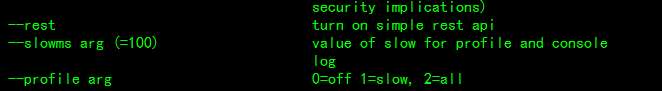 security implications)
--rest turn on simple rest api
--slowms arg (=100) value of slow for profile and console
log
--profile arg 0=off 1=slow, 2=all